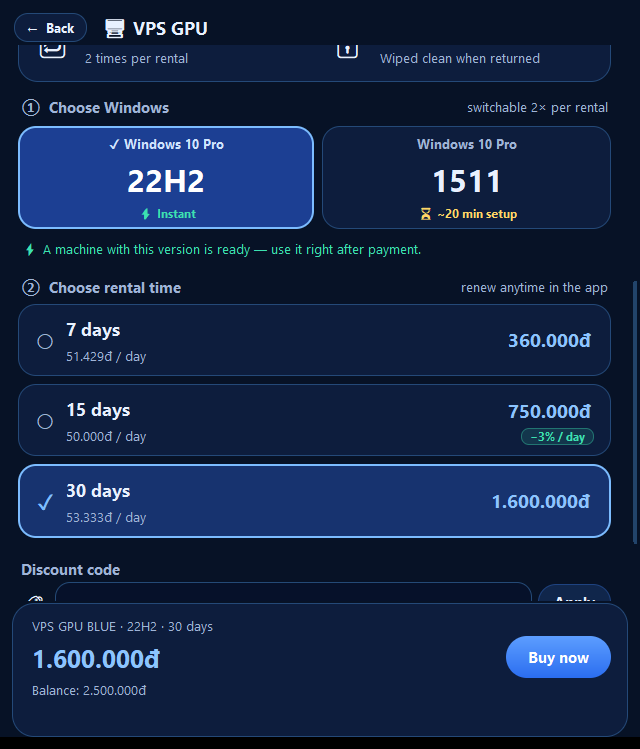 ← Back
VPS GPU
2 times per rental
Wiped clean when returned
① Choose Windows
switchable 2× per rental
✓ Windows 10 Pro
22H2
Instant
Windows 10 Pro
1511
⏳ ~20 min setup
A machine with this version is ready — use it right after payment.
② Choose rental time
renew anytime in the app
7 days
51.429đ / day
360.000đ
15 days
50.000đ / day
750.000đ
−3% / day
30 days
53.333đ / day
1.600.000đ
Discount code
Apply
VPS GPU BLUE · 22H2 · 30 days
1.600.000đ
Balance: 2.500.000đ
Buy now